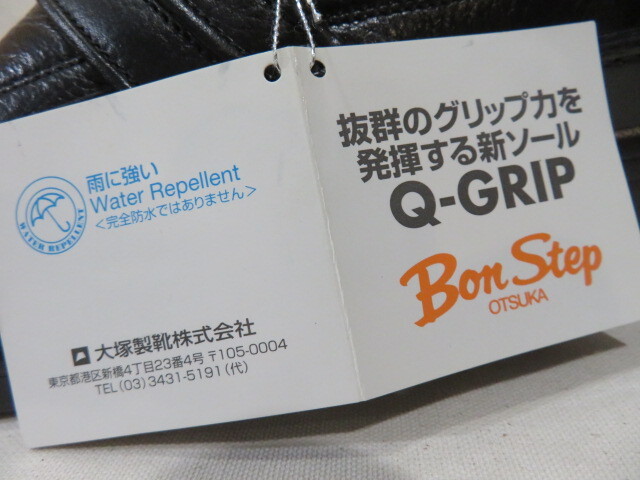 雨に強い
Water Repellent
<完全防水ではありません>
WATER REPELLENT
大塚製靴株式会社
東京都港区新橋4丁目23番4号 〒105-0004
TEL(03)3431-5191(代)
抜群のグリップ力を
発揮する新ソール
Q-GRIP
Bon Step
OTSUKA